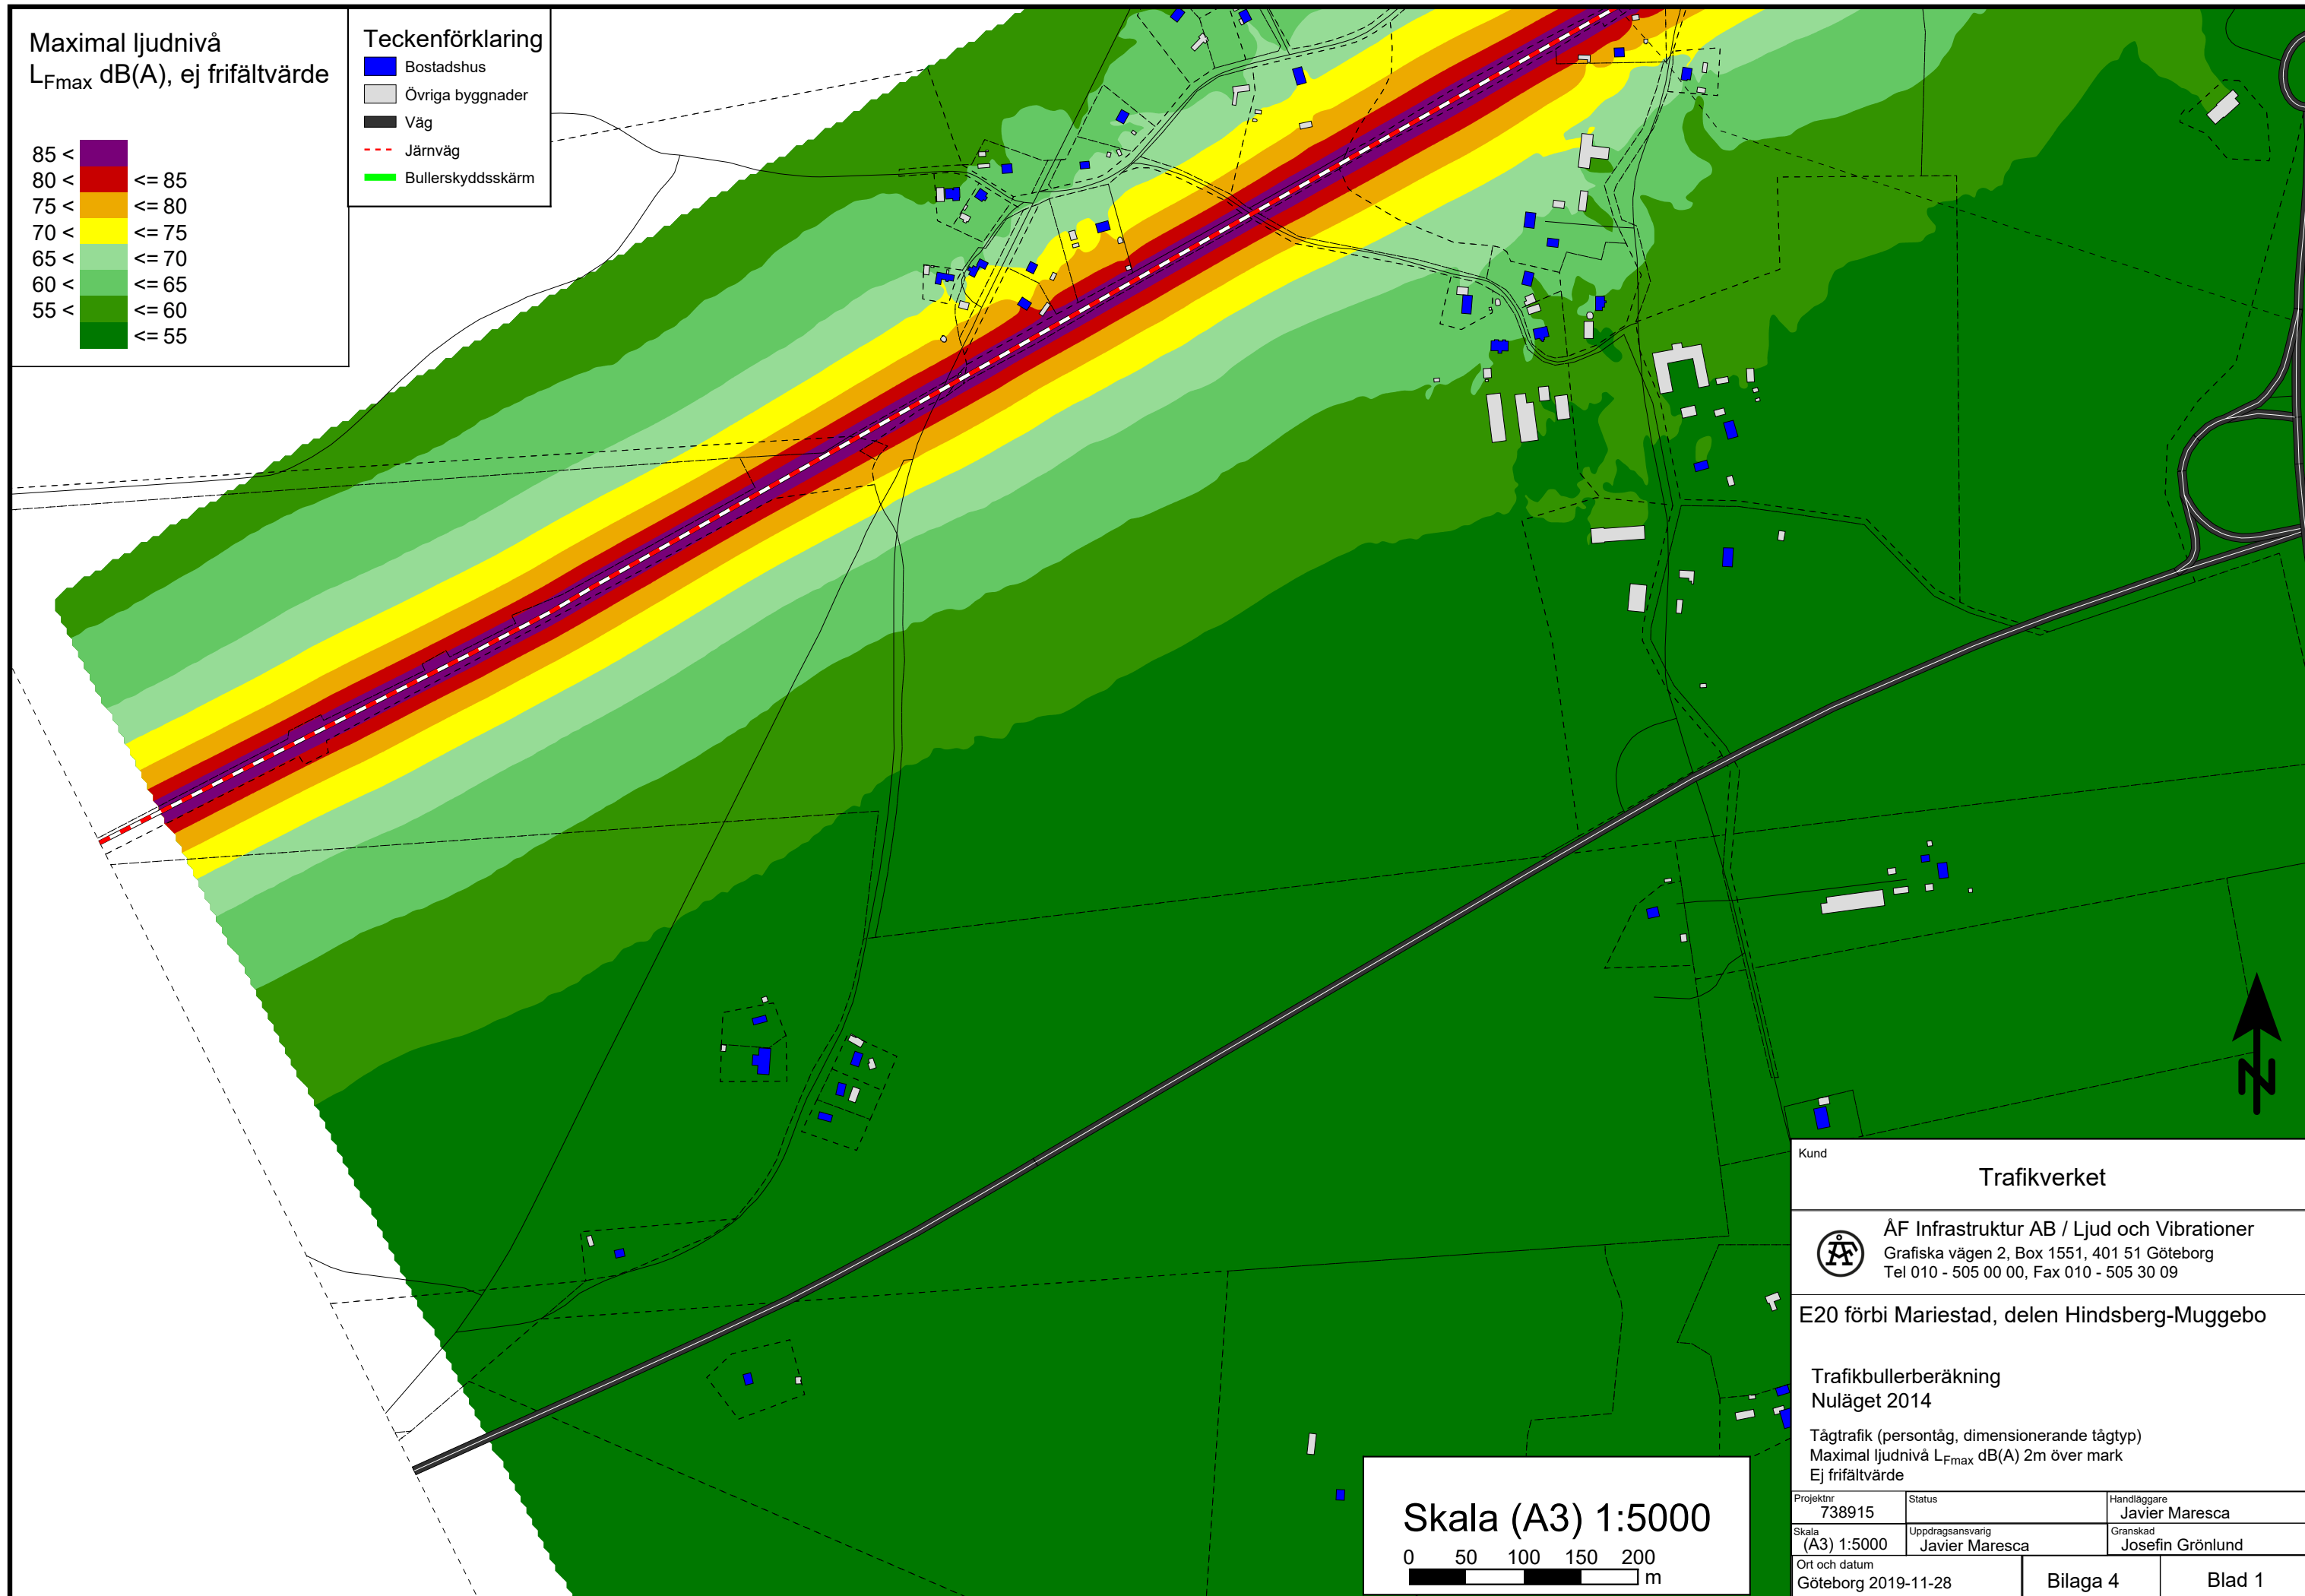 Maximal ljudnivå
LFmax dB(A), ej frifältvärde
85 <
80 < <= 85
75 < <= 80
70 < <= 75
65 < <= 70
60 < <= 65
55 < <= 60
<= 55
Teckenförklaring
Bostadshus
Övriga byggnader
Väg
Järnväg
Bullerskyddsskärm
N
Skala (A3) 1:5000
0 50 100 150 200
m
Kund
Trafikverket
ÅF
ÅF Infrastruktur AB / Ljud och Vibrationer
Grafiska vägen 2, Box 1551, 401 51 Göteborg
Tel 010 - 505 00 00, Fax 010 - 505 30 09
E20 förbi Mariestad, delen Hindsberg-Muggebo
Trafikbullerberäkning
Nuläget 2014
Tågtrafik (persontåg, dimensionerande tågtyp)
Maximal ljudnivå LFmax dB(A) 2m över mark
Ej frifältvärde
Projektnr
738915
Status
Handläggare
Javier Maresca
Skala
(A3) 1:5000
Uppdragsansvarig
Javier Maresca
Granskad
Josefin Grönlund
Ort och datum
Göteborg 2019-11-28
Bilaga 4
Blad 1